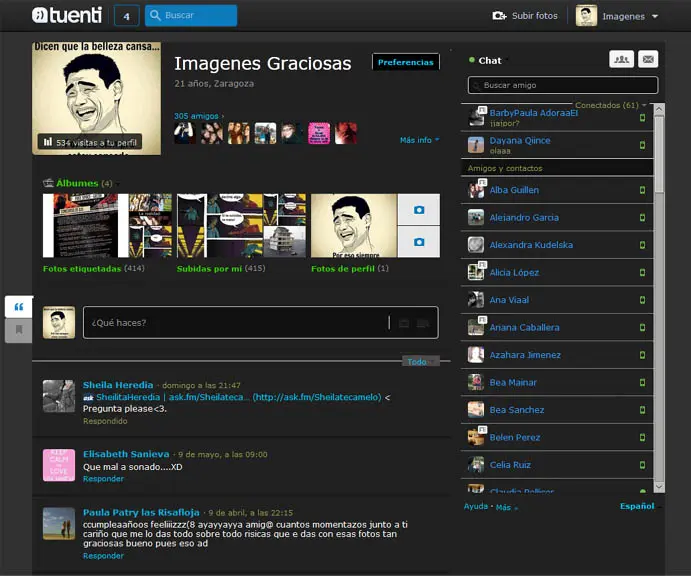 tuenti
4
Buscar
Subir fotos
Imagenes
Dicen que la belleza cansa...
534 visitas a tu perfil
Imagenes Graciosas
Preferencias
21 años, Zaragoza
305 amigos
Más info
Álbumes (4)
Fotos etiquetadas (414)
Subidas por mí (415)
Por eso siempre
Fotos de perfil (1)
¿Qué haces?
Todo
Sheila Heredia · domingo a las 21:47
ask SheilitaHeredia | ask.fm/Sheilateca... (http://ask.fm/Sheilatecamelo) <
Pregunta please<3.
Respondido
KEEP CALM LOVE
Elisabeth Sanieva · 9 de mayo, a las 09:00
Que mal a sonado....XD
Responder
Paula Patry las Risafloja · 9 de abril, a las 22:15
ccumpleaañoos feeliiizzz(8 ayayyayya amig@ cuantos momentazos junto a ti
cariño que me lo das todo sobre todo risicas que e das con esas fotos tan
graciosas bueno pues eso ad
Responder
Chat
Buscar amigo
Conectados (61)
BarbyPaula AdoraaEl
jjajpor?
Dayana Qiince
olaaa
Amigos y contactos
Alba Guillen
Alejandro Garcia
Alexandra Kudelska
Alicia López
Ana Viaal
Ariana Caballera
Azahara Jimenez
Bea Mainar
Bea Sanchez
Belen Perez
Celia Ruiz
Claudia Pellicer
Ayuda · Más
Español